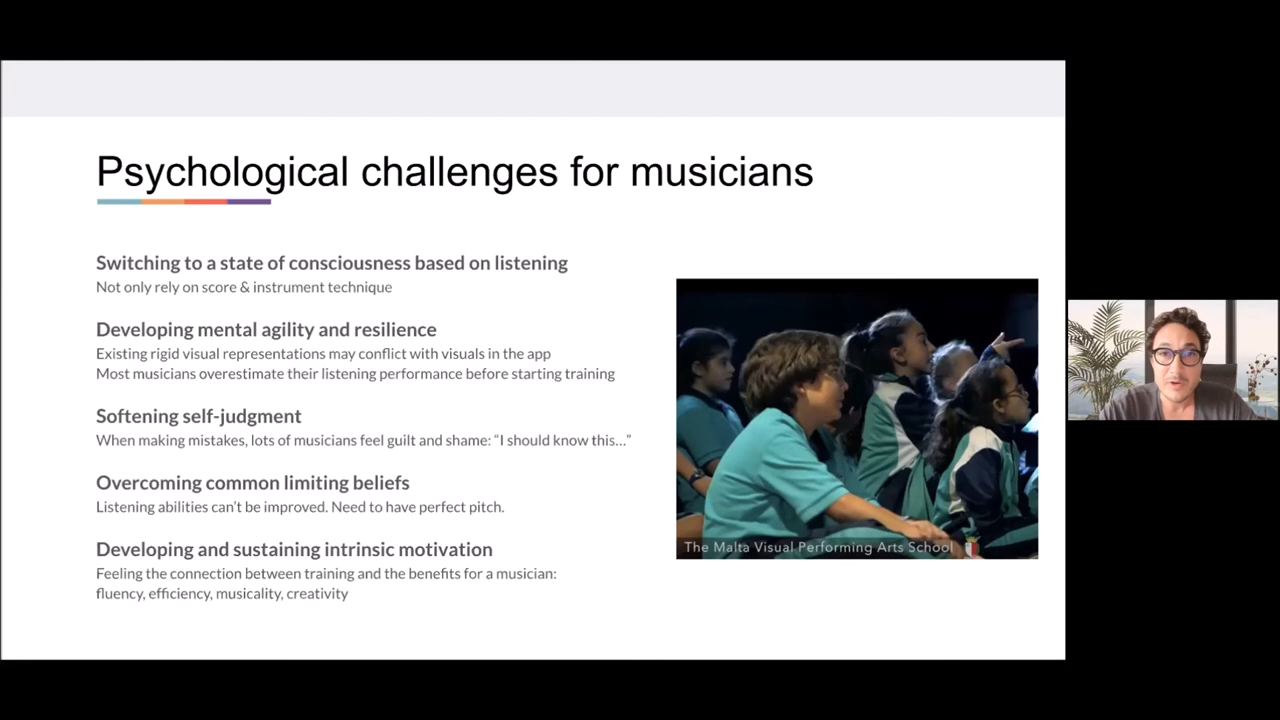 Psychological challenges for musicians
Switching to a state of consciousness based on listening
Not only rely on score & instrument technique
Developing mental agility and resilience
Existing rigid visual representations may conflict with visuals in the app
Most musicians overestimate their listening performance before starting training
Softening self-judgment
When making mistakes, lots of musicians feel guilt and shame: “I should know this…”
Overcoming common limiting beliefs
Listening abilities can’t be improved. Need to have perfect pitch.
Developing and sustaining intrinsic motivation
Feeling the connection between training and the benefits for a musician:
fluency, efficiency, musicality, creativity
The Malta Visual Performing Arts School